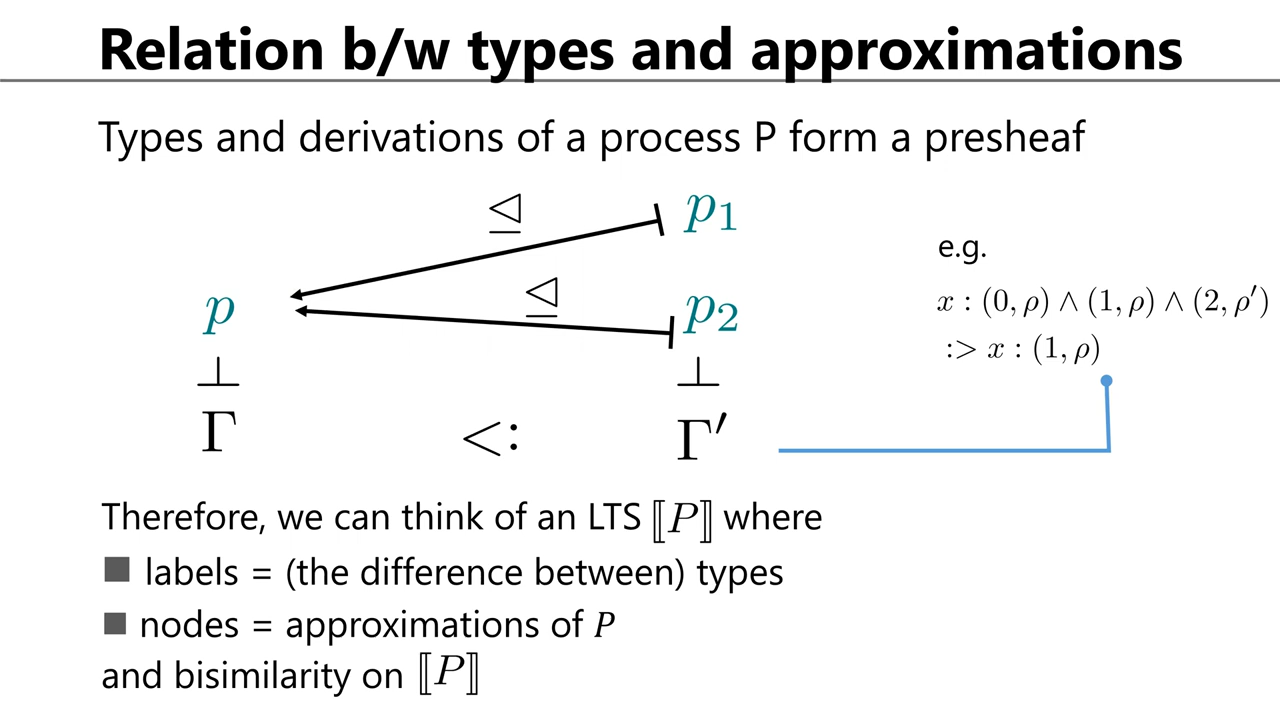 Relation b/w types and approximations
Types and derivations of a process P form a presheaf
⊴ p₁
e.g.
p ⊴ p₂
x : (0, ρ) ∧ (1, ρ) ∧ (2, ρ′)
:> x : (1, ρ)
⊥ ⊥
Γ <: Γ′
Therefore, we can think of an LTS ⟦P⟧ where
■ labels = (the difference between) types
■ nodes = approximations of P
and bisimilarity on ⟦P⟧